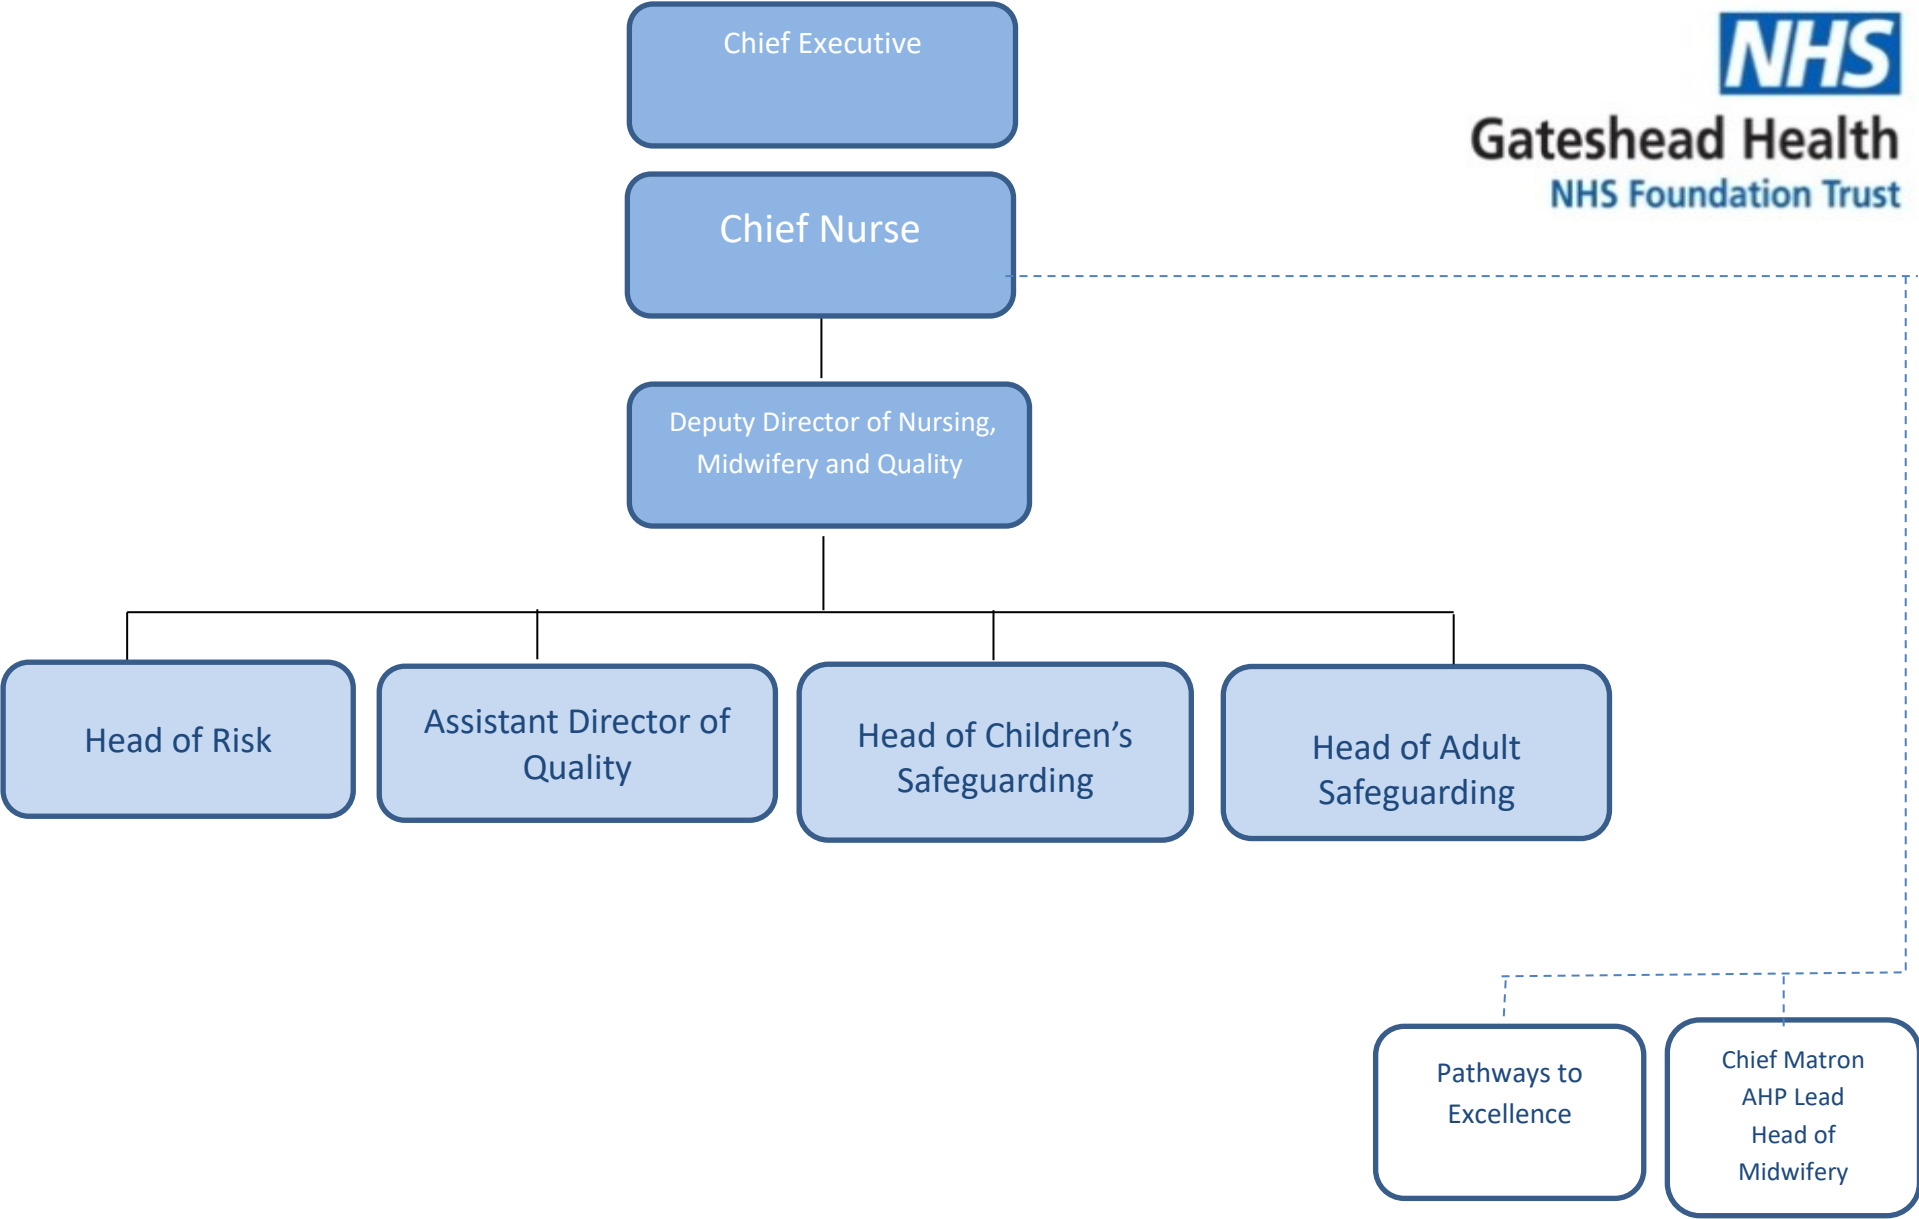 Chief Executive
NHS
Gateshead Health
NHS Foundation Trust
Chief Nurse
Deputy Director of Nursing,
Midwifery and Quality
Head of Risk
Assistant Director of
Quality
Head of Children’s
Safeguarding
Head of Adult
Safeguarding
Pathways to
Excellence
Chief Matron
AHP Lead
Head of
Midwifery